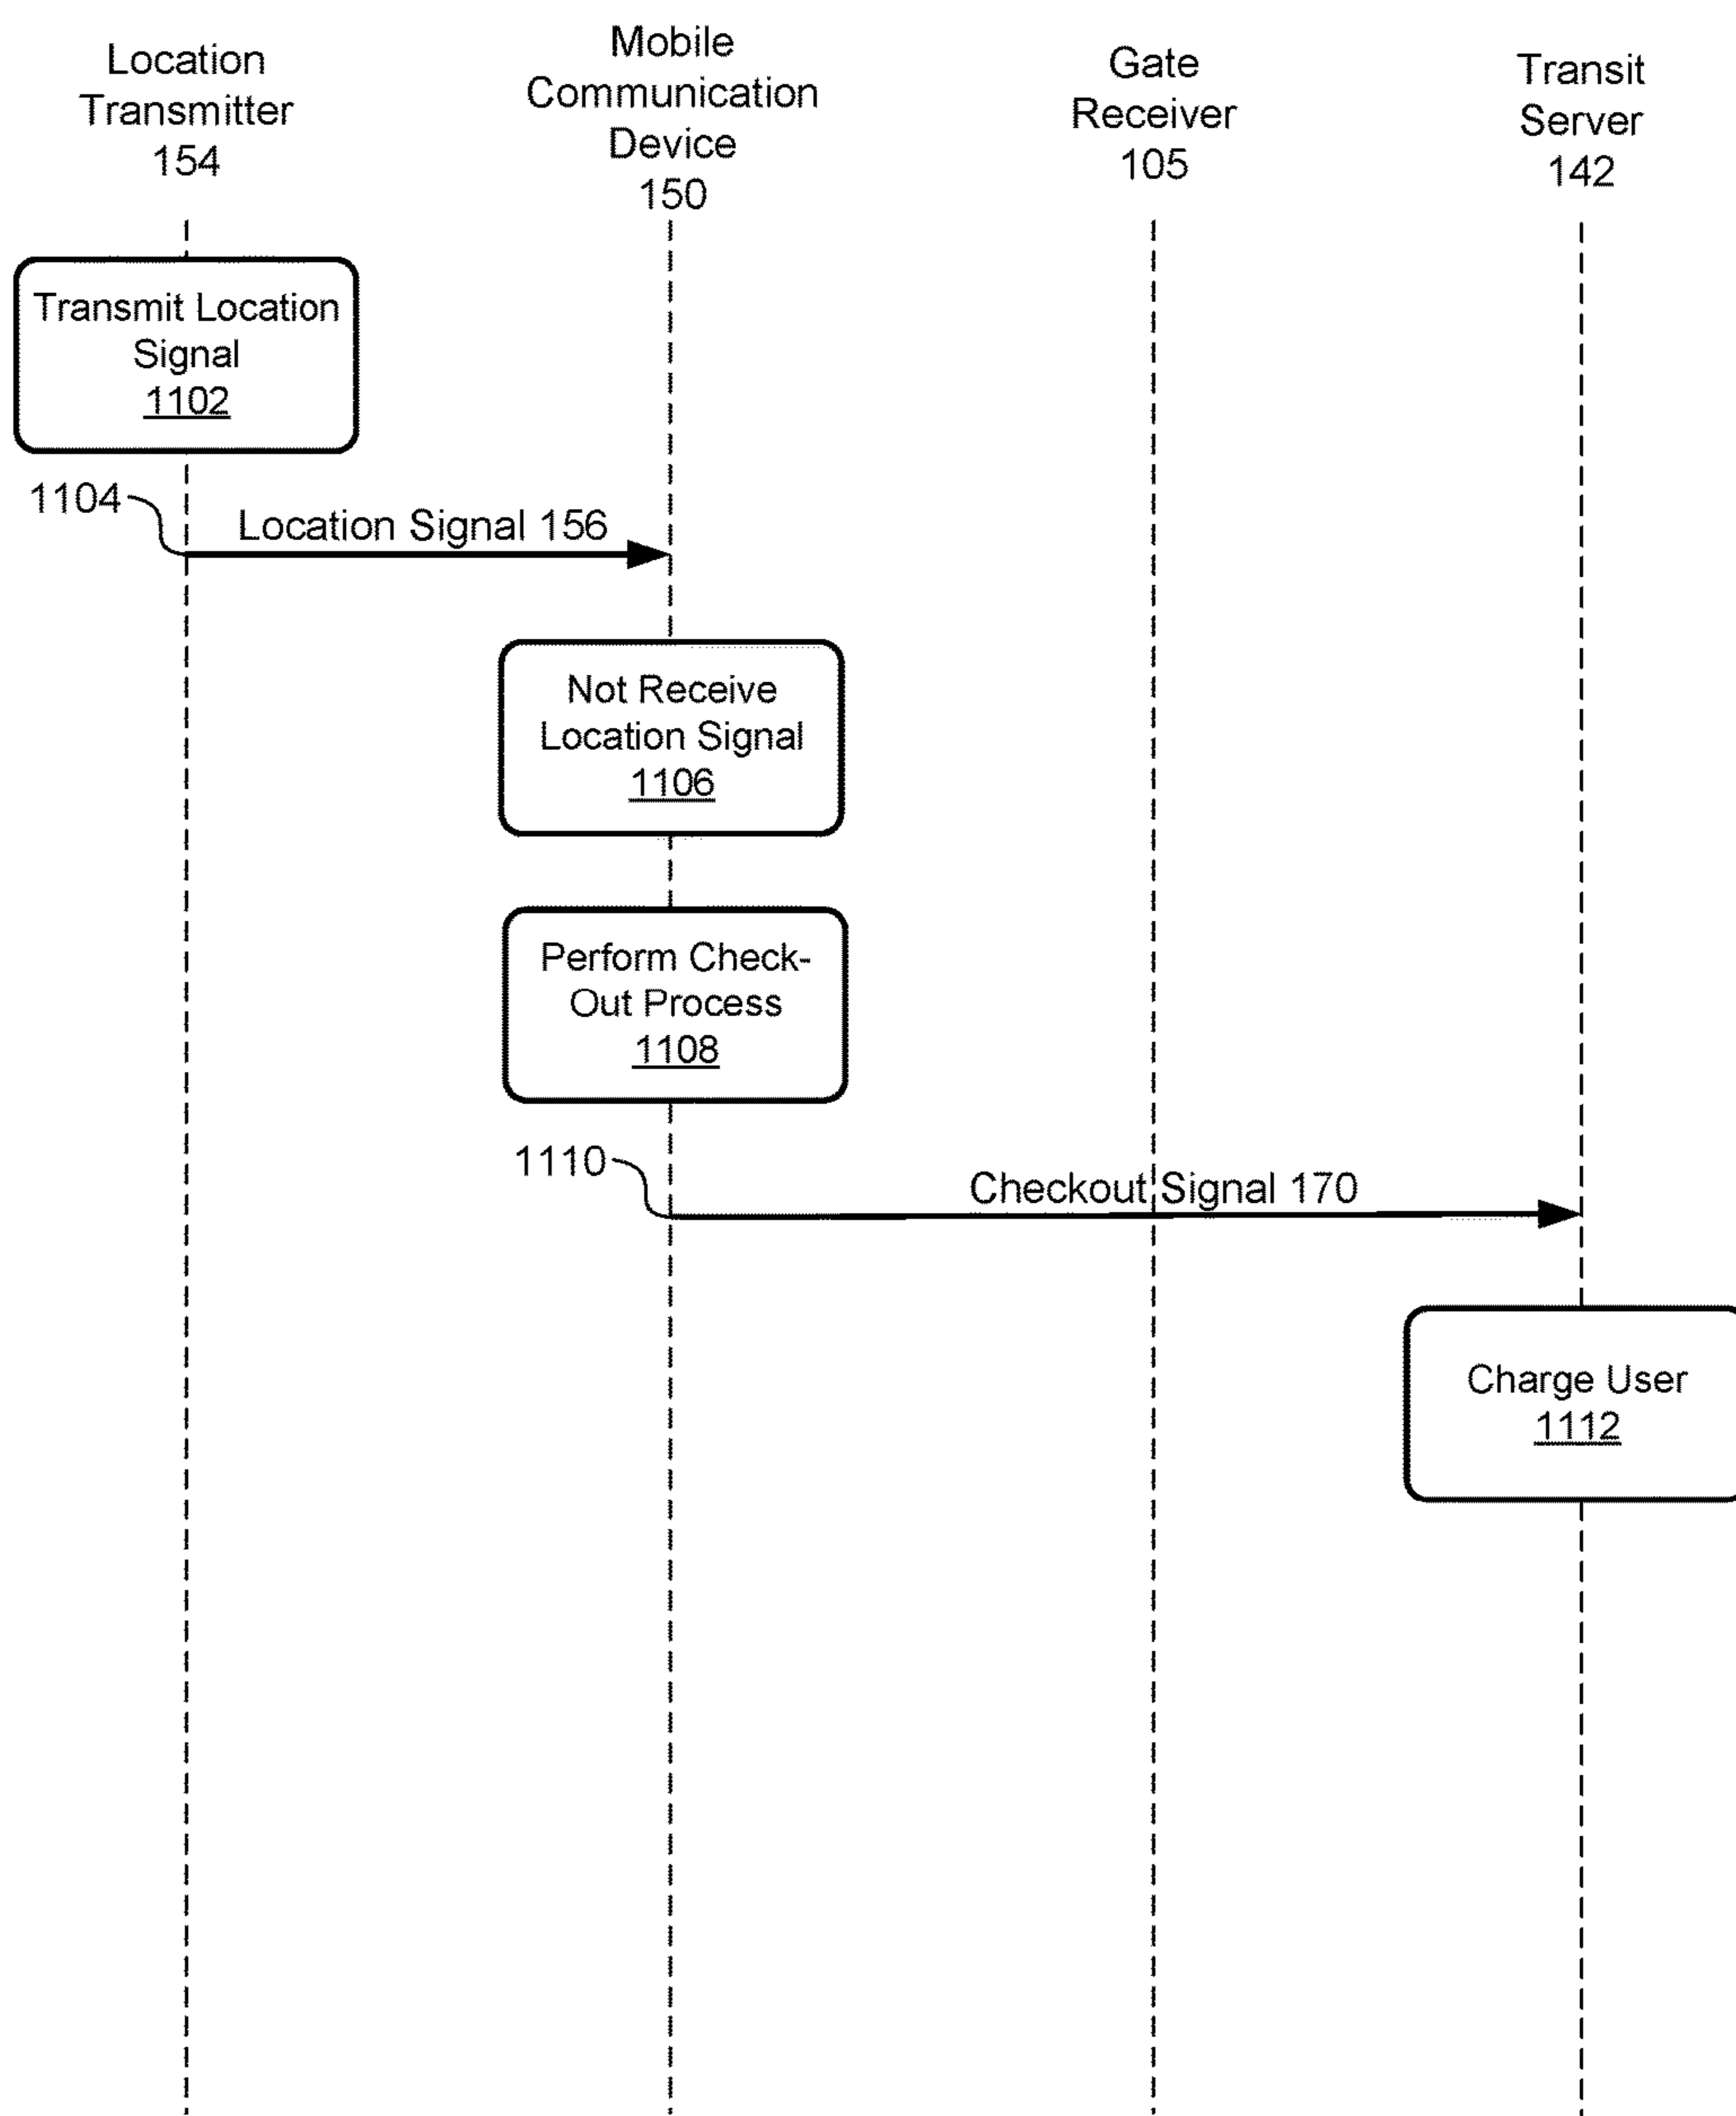 Location
Transmitter
154
Mobile
Communication
Device
150
Gate
Receiver
105
Transit
Server
142
Transmit Location
Signal
1102
1104
Location Signal 156
Not Receive
Location Signal
1106
Perform Check-
Out Process
1108
1110
Checkout Signal 170
Charge User
1112